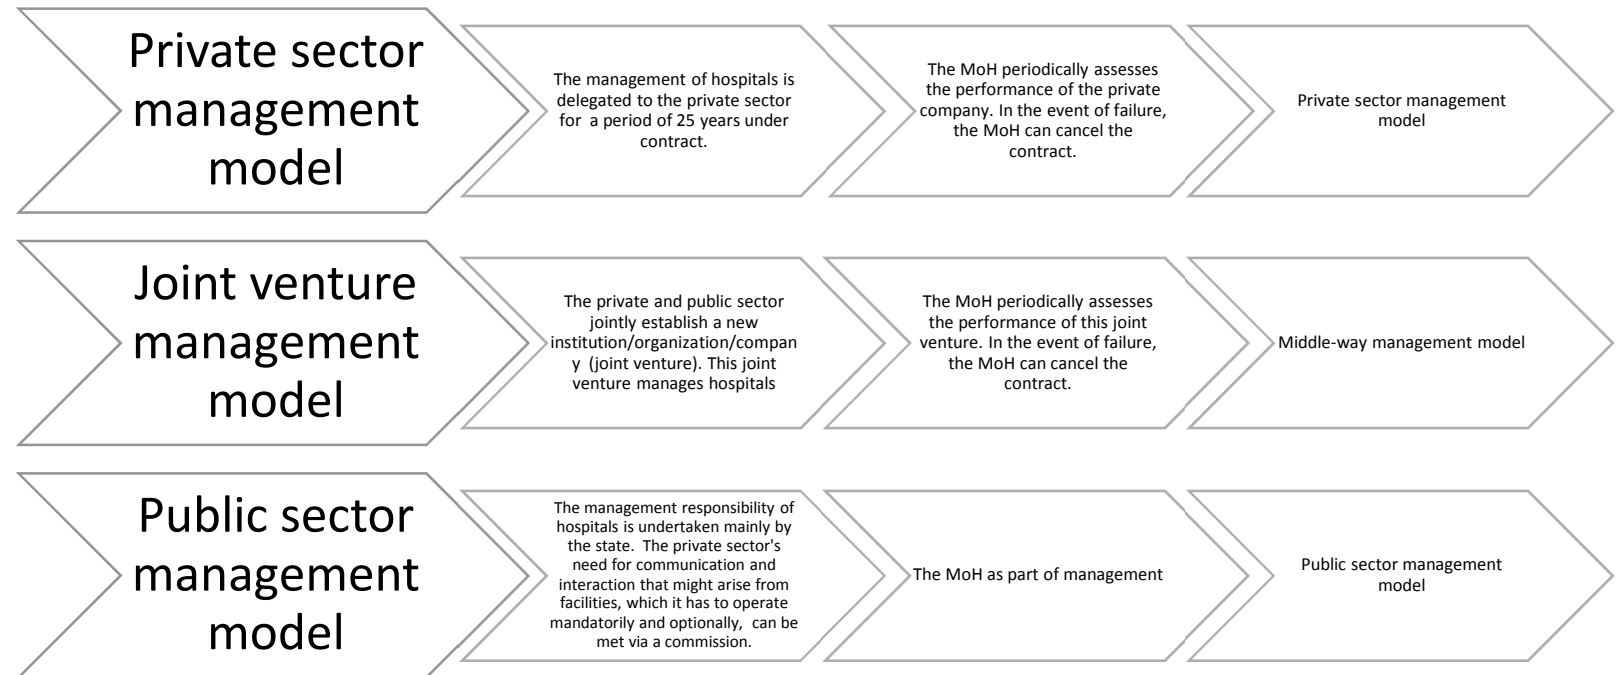 Private sector
management
model
The management of hospitals is
delegated to the private sector
for a period of 25 years under
contract.
The MoH periodically assesses
the performance of the private
company. In the event of failure,
the MoH can cancel the
contract.
Private sector management
model
Joint venture
management
model
The private and public sector
jointly establish a new
institution/organization/compan
y (joint venture). This joint
venture manages hospitals
The MoH periodically assesses
the performance of this joint
venture. In the event of failure,
the MoH can cancel the
contract.
Middle-way management model
Public sector
management
model
The management responsibility of
hospitals is undertaken mainly by
the state. The private sector's
need for communication and
interaction that might arise from
facilities, which it has to operate
mandatorily and optionally, can be
met via a commission.
The MoH as part of management
Public sector management
model